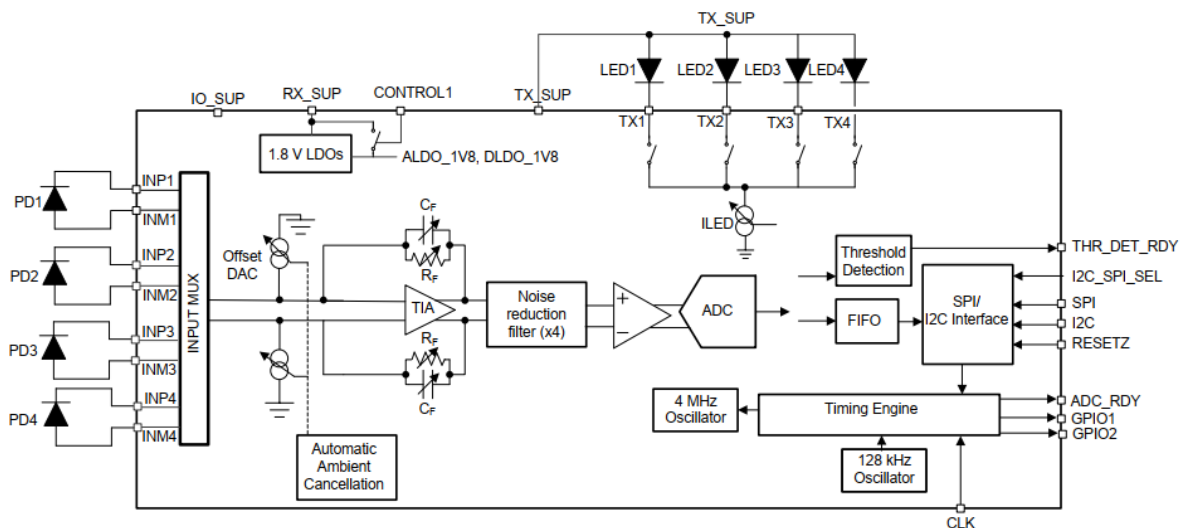 TX_SUP
LED1
LED2
LED3
LED4
IO_SUP
RX_SUP
CONTROL1
TX_SUP
TX1
TX2
TX3
TX4
1.8 V LDOs
ALDO_1V8, DLDO_1V8
ILED
PD1
INP1
INM1
PD2
INP2
INM2
PD3
INP3
INM3
PD4
INP4
INM4
INPUT MUX
Offset
DAC
CF
RF
TIA
RF
CF
Automatic
Ambient
Cancellation
Noise
reduction
filter (x4)
+
−
ADC
Threshold
Detection
FIFO
SPI/
I2C Interface
THR_DET_RDY
I2C_SPI_SEL
SPI
I2C
RESETZ
4 MHz
Oscillator
Timing Engine
128 kHz
Oscillator
ADC_RDY
GPIO1
GPIO2
CLK